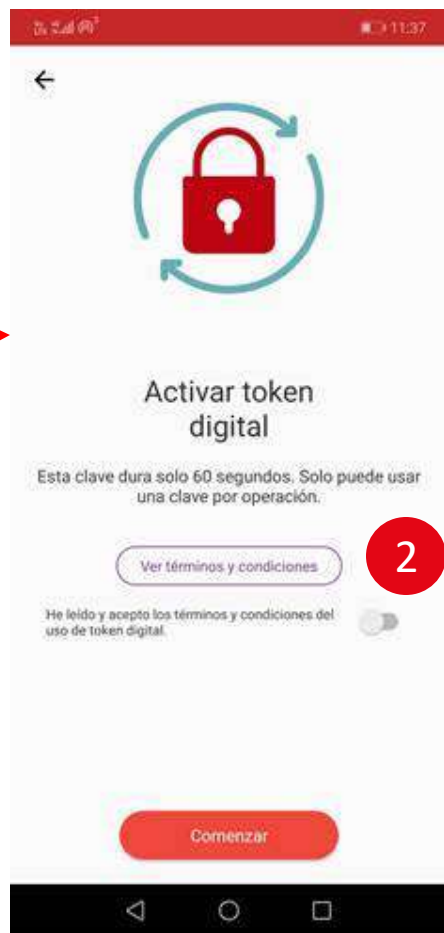 11:37
Activar token
digital
Esta clave dura solo 60 segundos. Solo puede usar
una clave por operación.
Ver términos y condiciones
2
He leído y acepto los términos y condiciones del
uso de token digital.
Comenzar